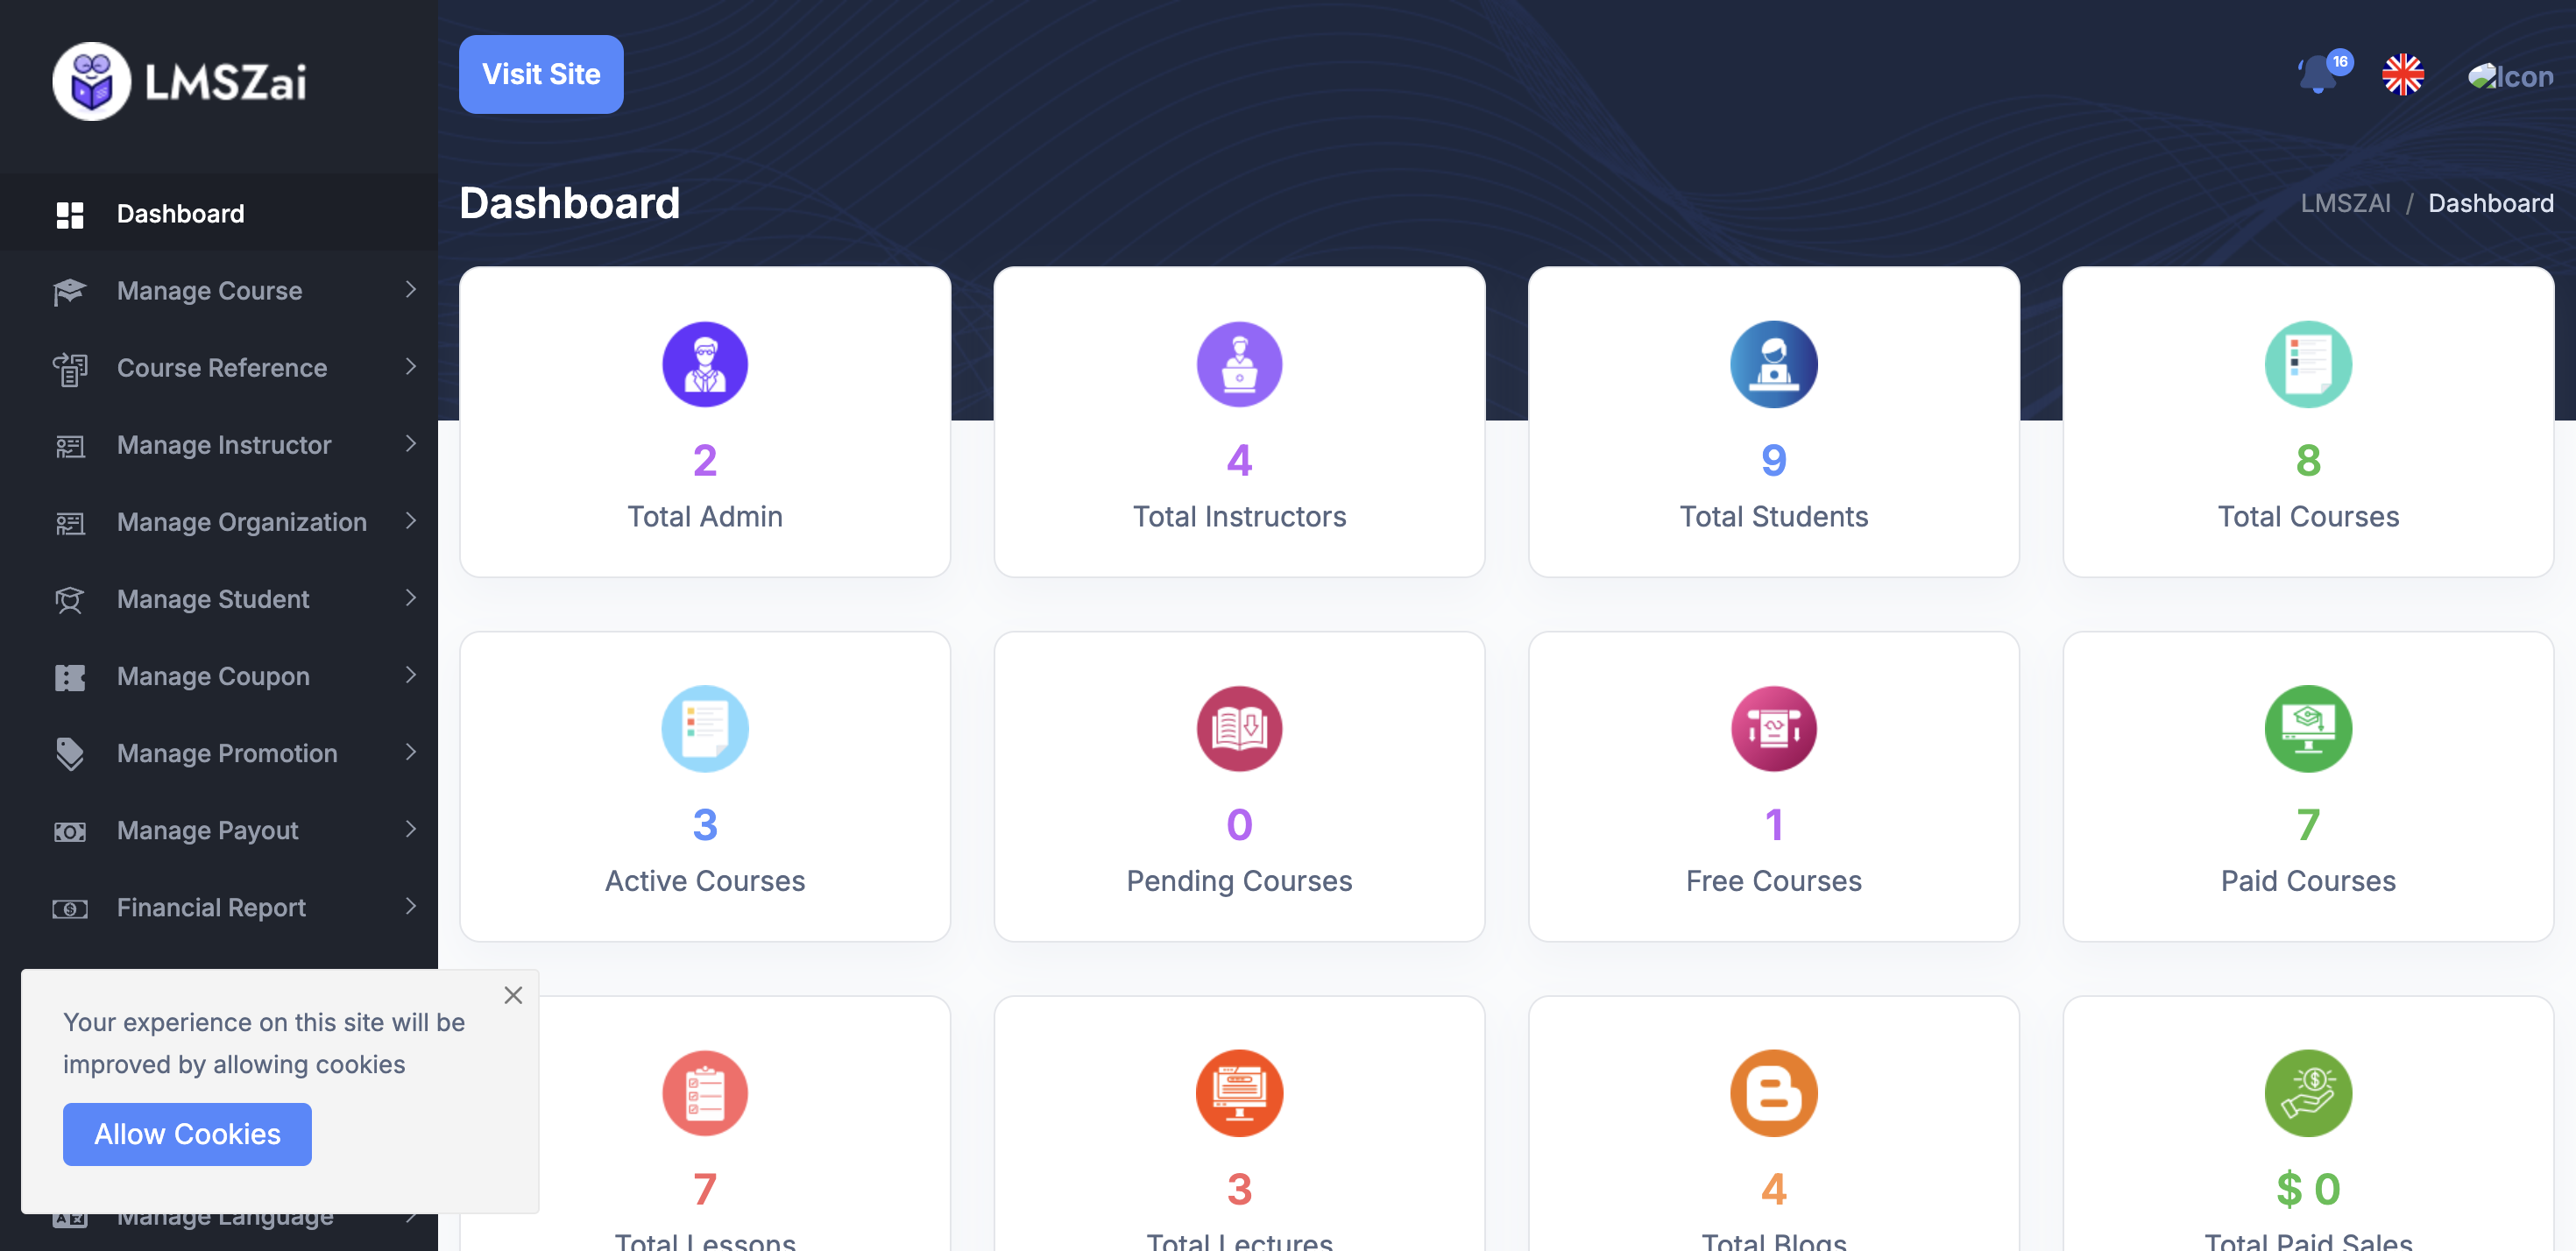 LMSZai
Visit Site
16
Icon
Dashboard
LMSZAI / Dashboard
Dashboard
Manage Course
Course Reference
Manage Instructor
Manage Organization
Manage Student
Manage Coupon
Manage Promotion
Manage Payout
Financial Report
Manage Language
2
Total Admin
4
Total Instructors
9
Total Students
8
Total Courses
3
Active Courses
0
Pending Courses
1
Free Courses
7
Paid Courses
7
Total Lessons
3
Total Lectures
4
Total Blogs
$ 0
Total Paid Sales
Your experience on this site will be
improved by allowing cookies
Allow Cookies